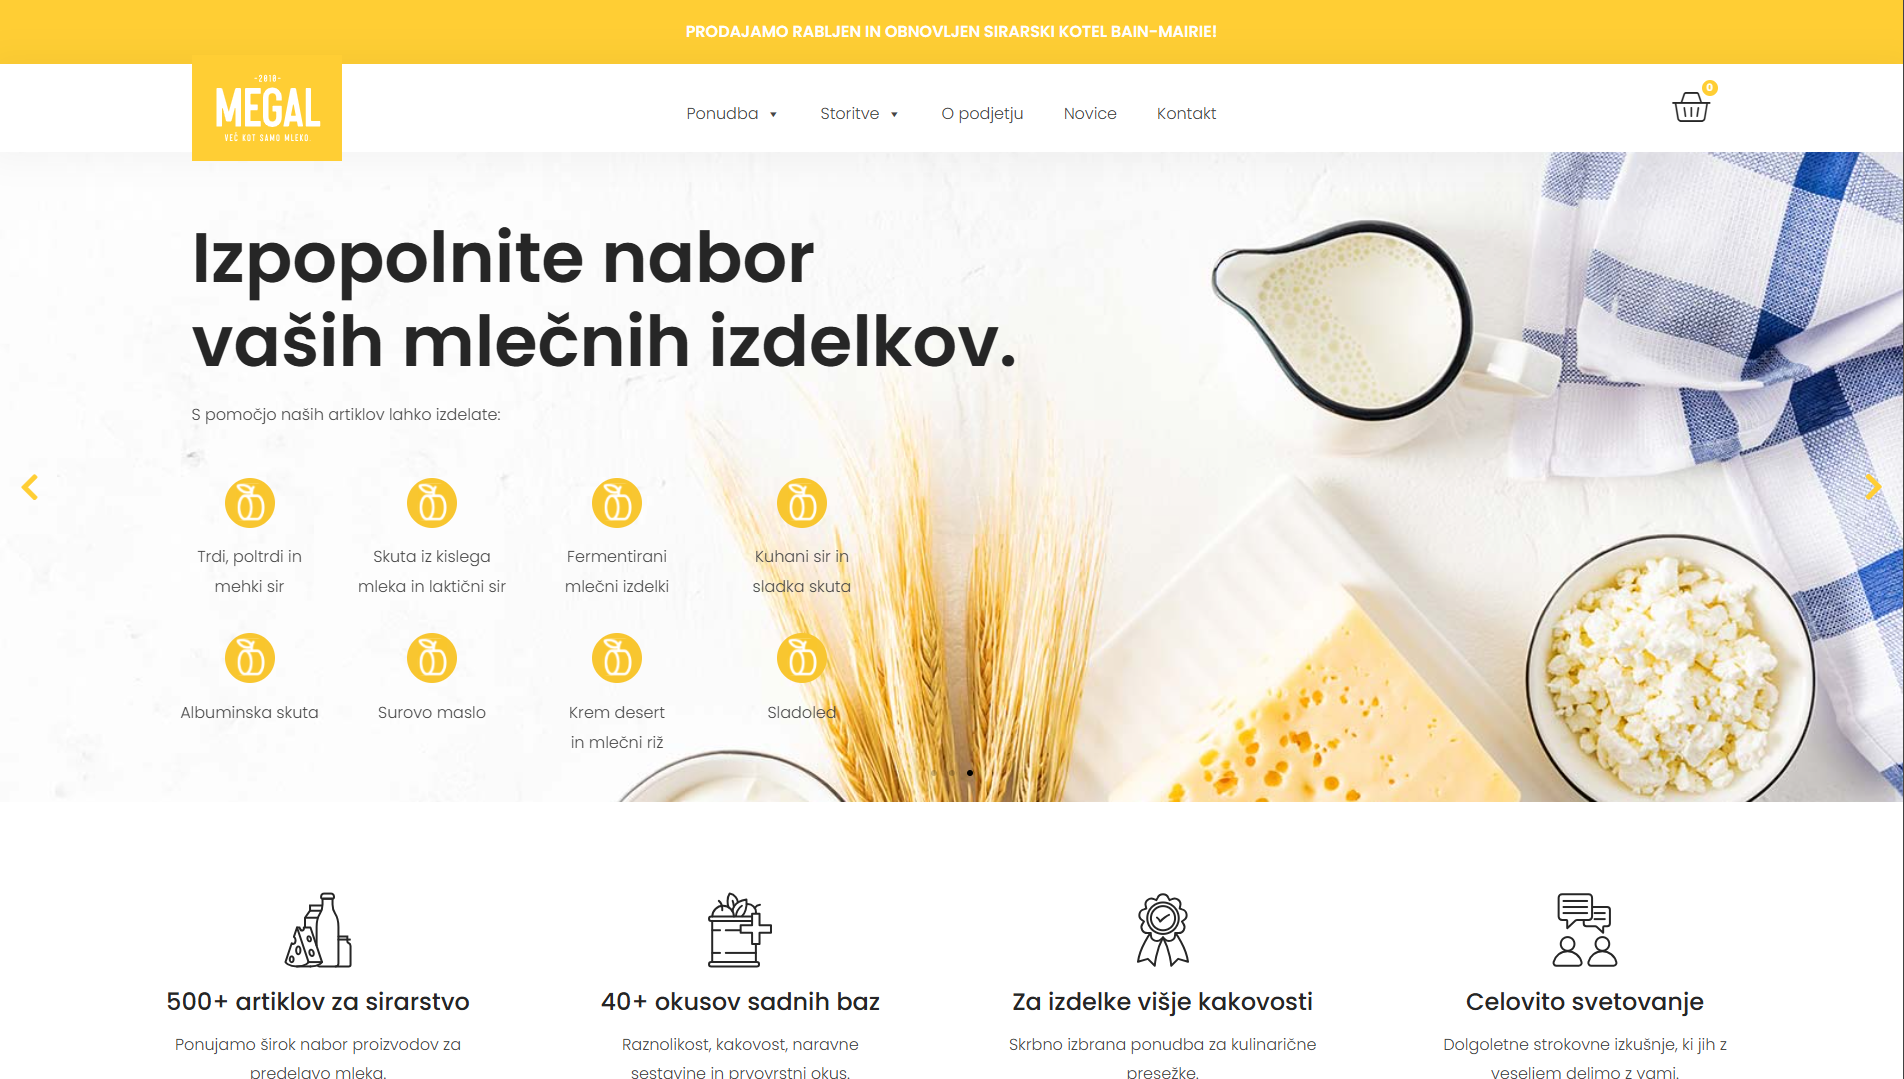 PRODAJAMO RABLJEN IN OBNOVLJEN SIRARSKI KOTEL BAIN-MAIRIE!
-2010-
MEGAL
VEČ KOT SAMO MLEKO
Ponudba
Storitve
O podjetju
Novice
Kontakt
0
Izpopolnite nabor
vaših mlečnih izdelkov.
S pomočjo naših artiklov lahko izdelate:
Trdi, poltrdi in
mehki sir
Skuta iz kislega
mleka in laktični sir
Fermentirani
mlečni izdelki
Kuhani sir in
sladka skuta
Albuminska skuta
Surovo maslo
Krem desert
in mlečni riž
Sladoled
500+ artiklov za sirarstvo
Ponujamo širok nabor proizvodov za
predelavo mleka.
40+ okusov sadnih baz
Raznolikost, kakovost, naravne
sestavine in prvovrstni okus.
Za izdelke višje kakovosti
Skrbno izbrana ponudba za kulinarične
presežke.
Celovito svetovanje
Dolgoletne strokovne izkušnje, ki jih z
veseljem delimo z vami.